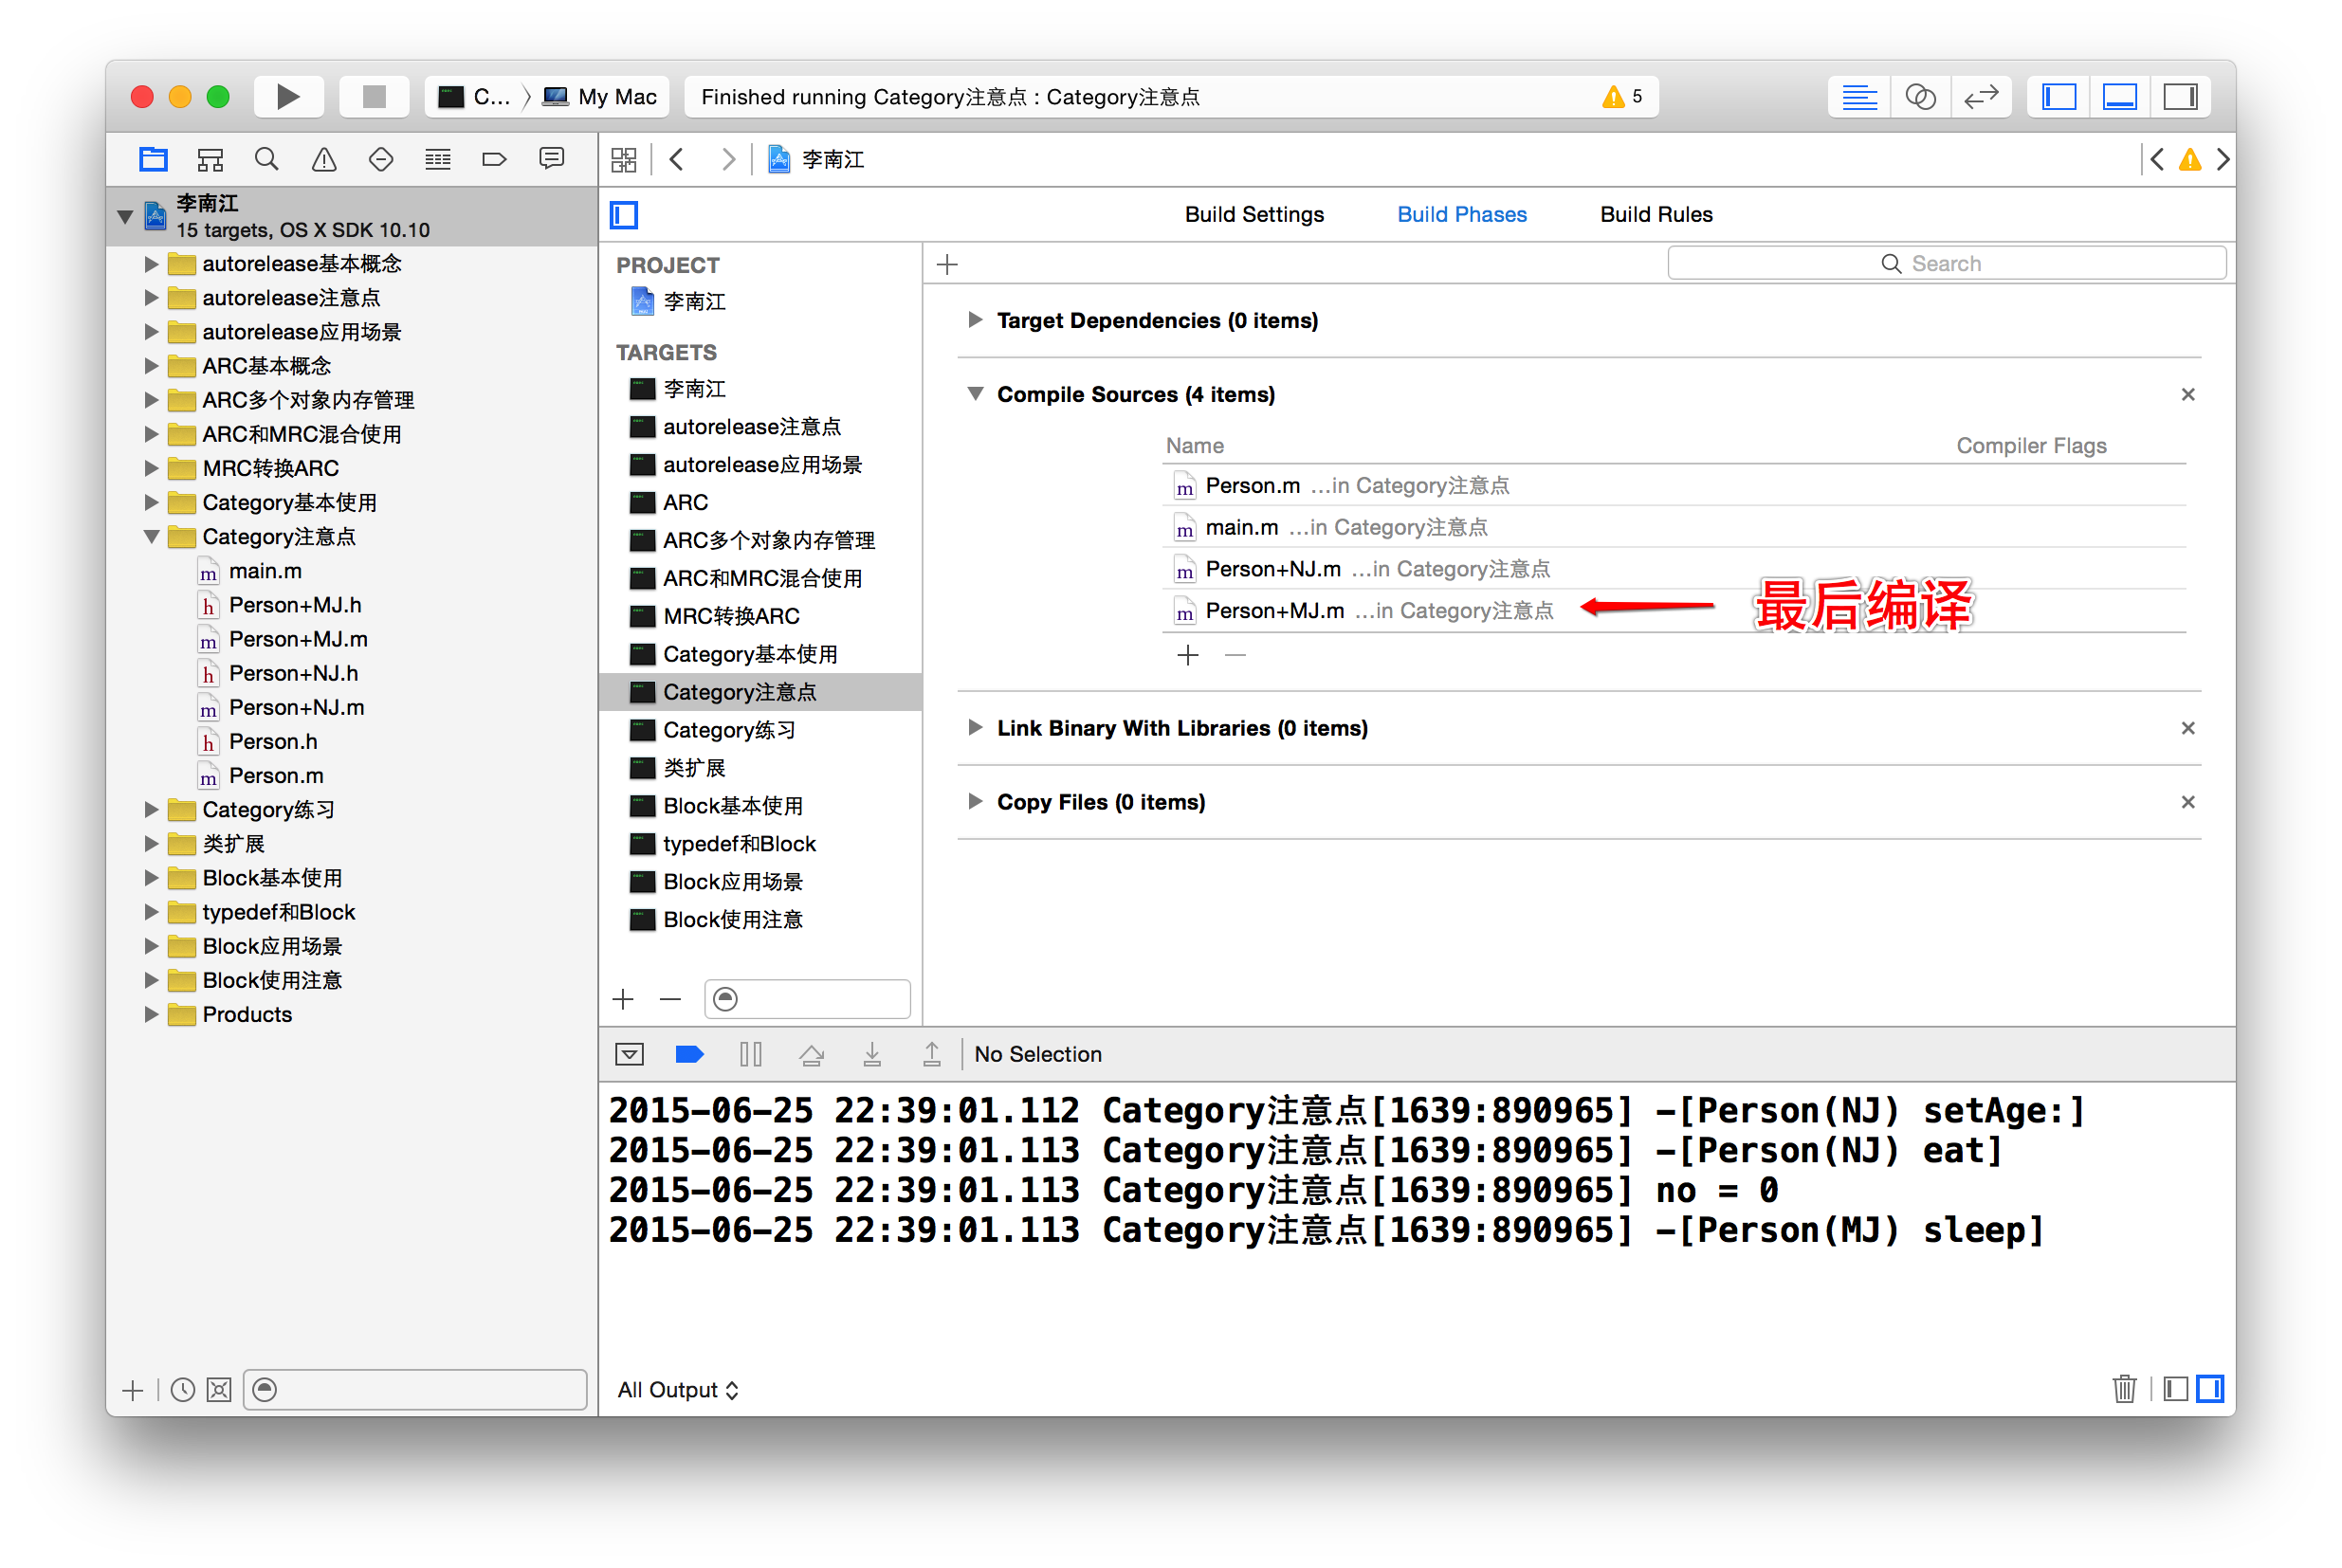 C... My Mac
Finished running Category注意点 : Category注意点
5
李南江
李南江
15 targets, OS X SDK 10.10
autorelease基本概念
autorelease注意点
autorelease应用场景
ARC基本概念
ARC多个对象内存管理
ARC和MRC混合使用
MRC转换ARC
Category基本使用
Category注意点
m main.m
h Person+MJ.h
m Person+MJ.m
h Person+NJ.h
m Person+NJ.m
h Person.h
m Person.m
Category练习
类扩展
Block基本使用
typedef和Block
Block应用场景
Block使用注意
Products
Build Settings
Build Phases
Build Rules
PROJECT
李南江
TARGETS
李南江
autorelease注意点
autorelease应用场景
ARC
ARC多个对象内存管理
ARC和MRC混合使用
MRC转换ARC
Category基本使用
Category注意点
Category练习
类扩展
Block基本使用
typedef和Block
Block应用场景
Block使用注意
Search
Target Dependencies (0 items)
Compile Sources (4 items)
Name Compiler Flags
m Person.m ...in Category注意点
m main.m ...in Category注意点
m Person+NJ.m ...in Category注意点
m Person+MJ.m ...in Category注意点
最后编译
Link Binary With Libraries (0 items)
Copy Files (0 items)
No Selection
2015-06-25 22:39:01.112 Category注意点[1639:890965] -[Person(NJ) setAge:]
2015-06-25 22:39:01.113 Category注意点[1639:890965] -[Person(NJ) eat]
2015-06-25 22:39:01.113 Category注意点[1639:890965] no = 0
2015-06-25 22:39:01.113 Category注意点[1639:890965] -[Person(MJ) sleep]
All Output